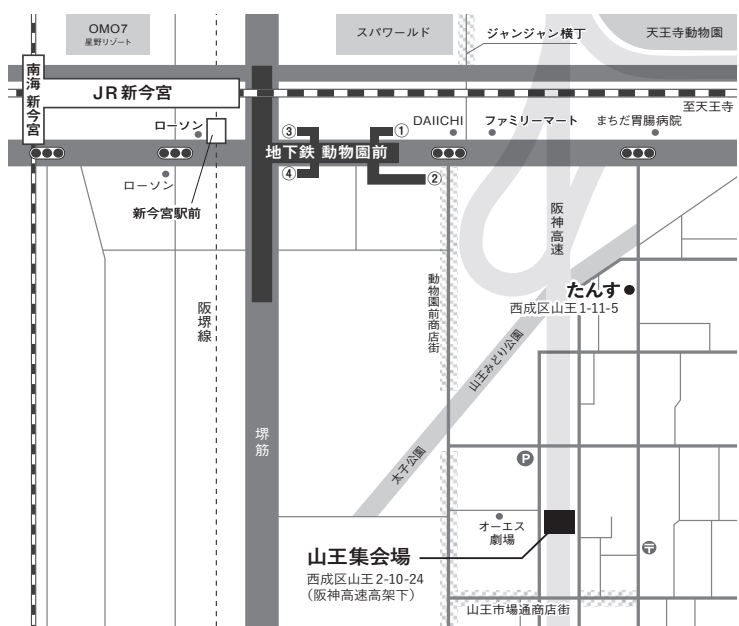 OMO7
星野リゾート
スパワールド
ジャンジャン横丁
天王寺動物園
南海 新今宮
JR新今宮
至天王寺
ローソン
③
①
DAIICHI
ファミリーマート
まちだ胃腸病院
地下鉄 動物園前
ローソン
④
②
新今宮駅前
阪神高速
動物園前商店街
たんす
西成区山王1-11-5
阪堺線
山王みどり公園
堺筋
太子公園
P
オーエス
劇場
山王集会場
西成区山王2-10-24
(阪神高速高架下)
〒
山王市場通商店街